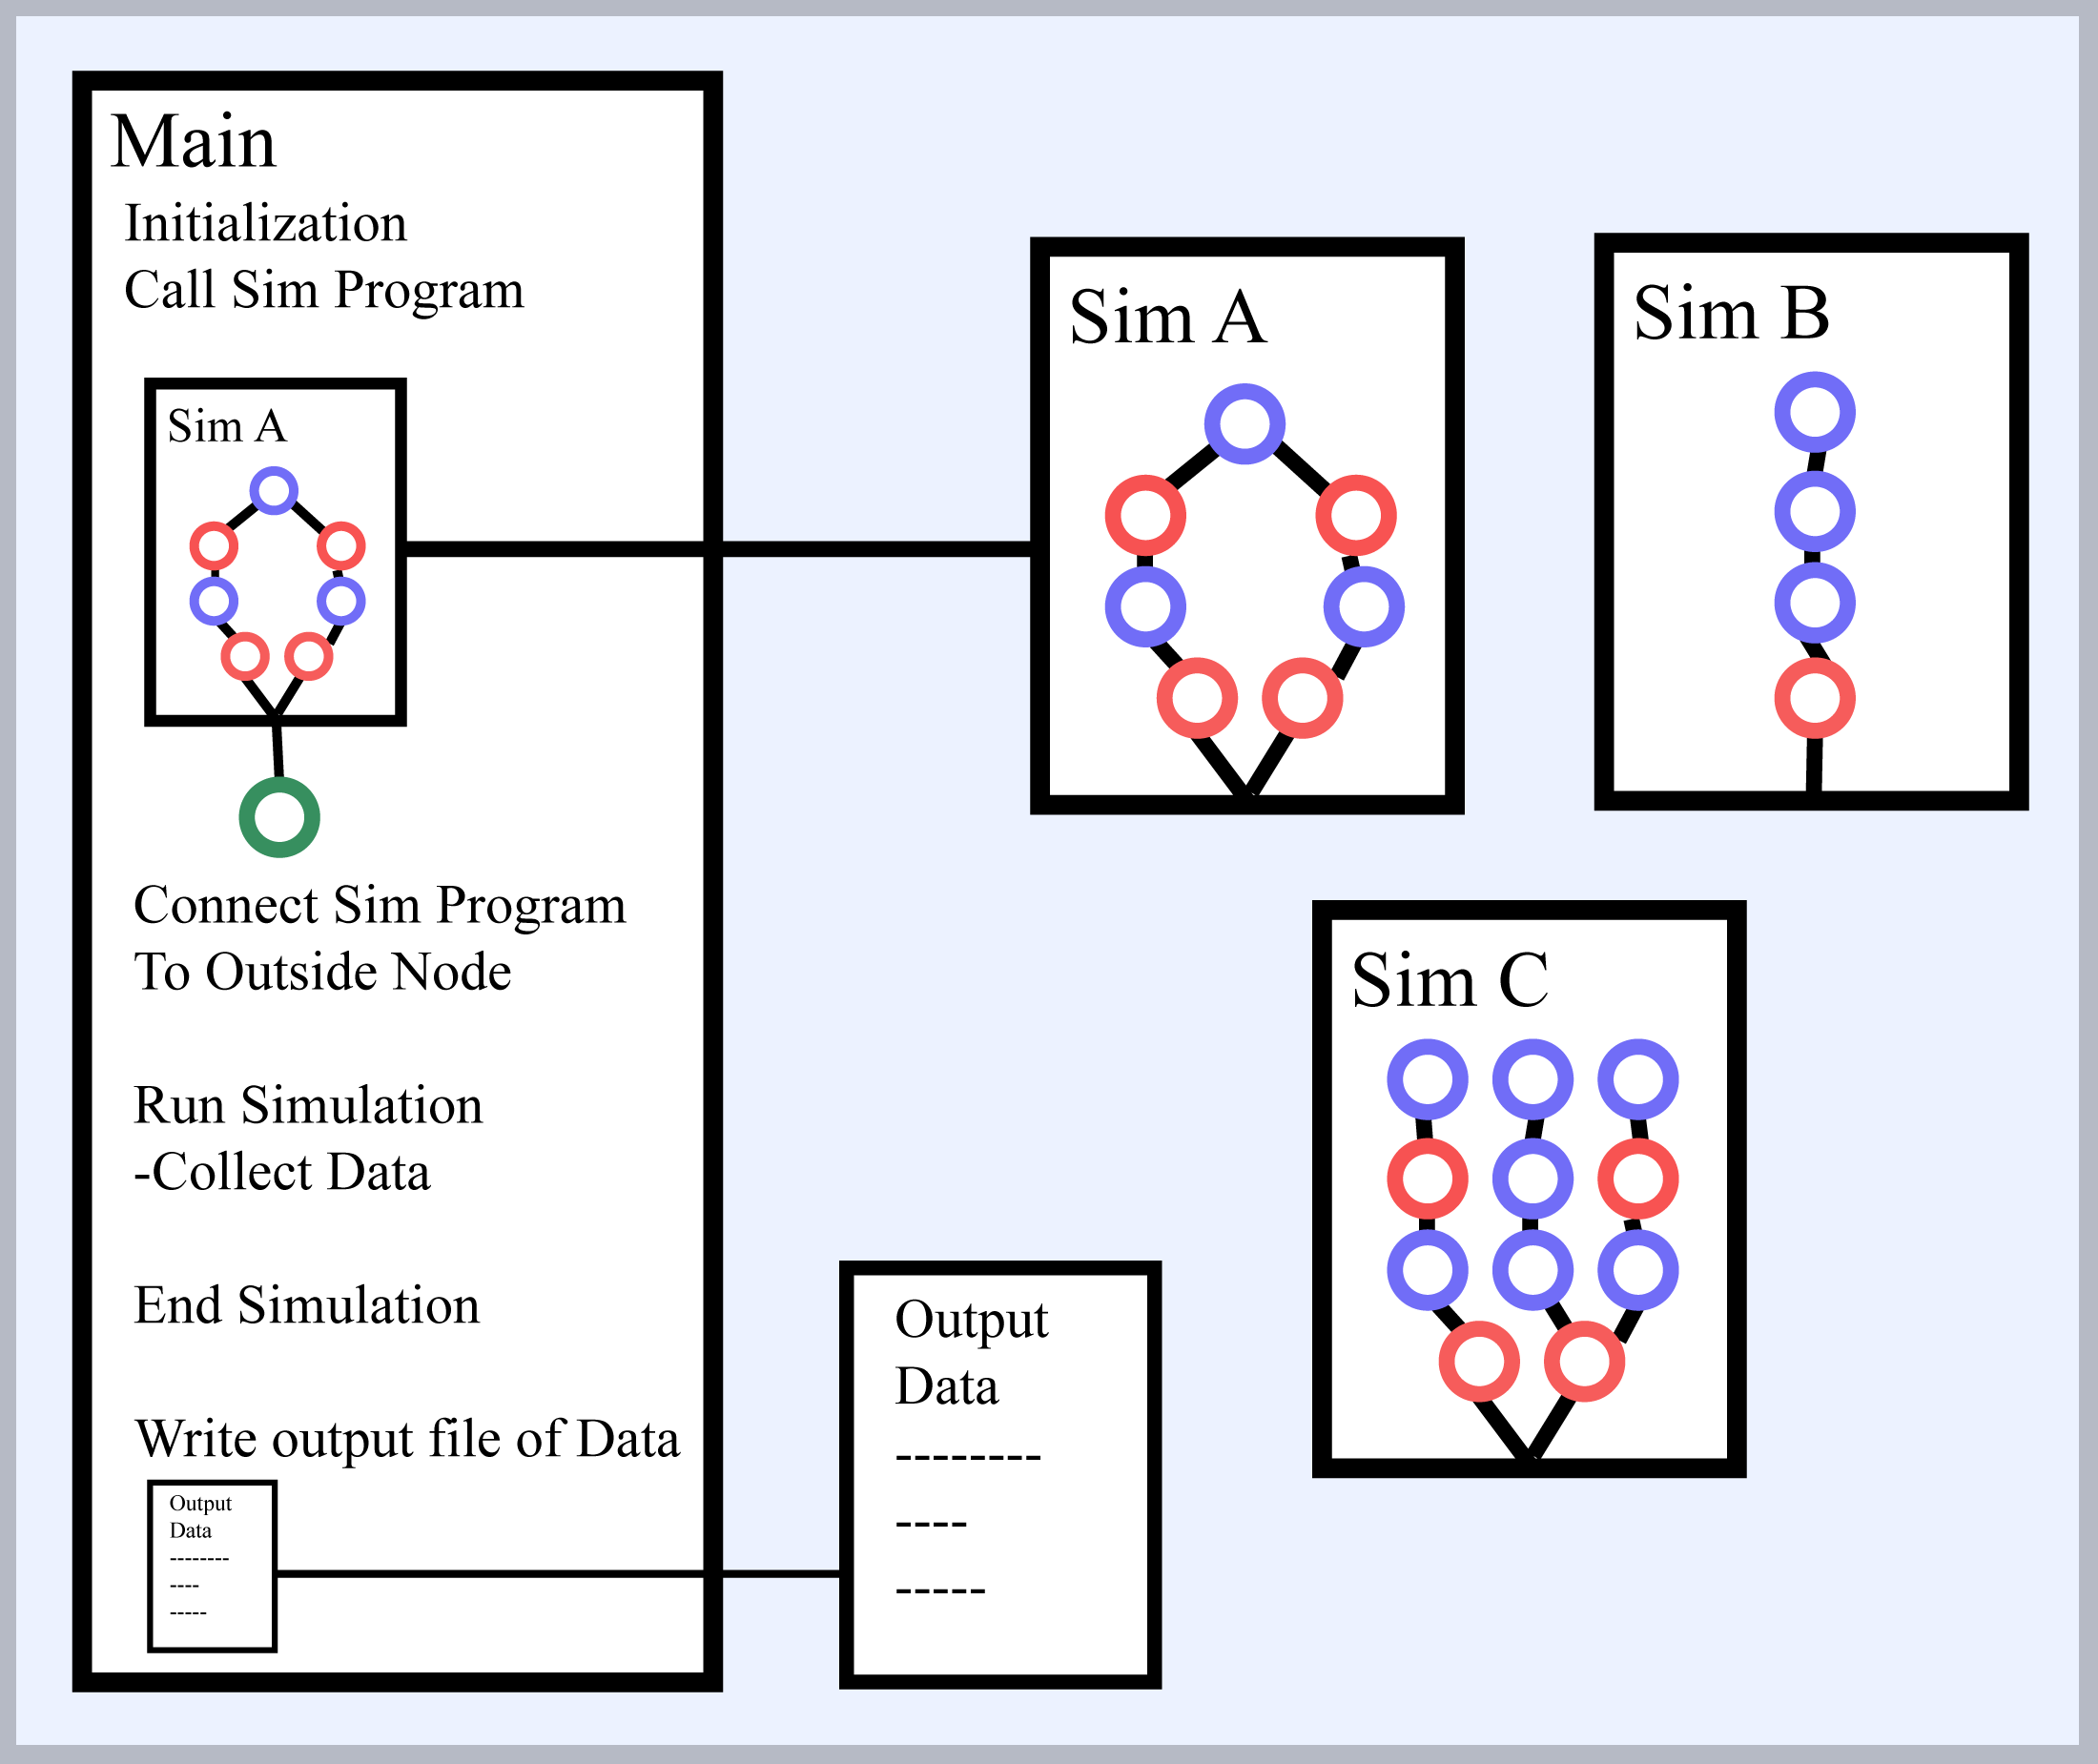 Main
Initialization
Call Sim Program
Sim A
Connect Sim Program
To Outside Node
Run Simulation
-Collect Data
End Simulation
Write output file of Data
Output
Data
--------
----
-----
Sim A
Sim B
Sim C
Output
Data
--------
----
-----